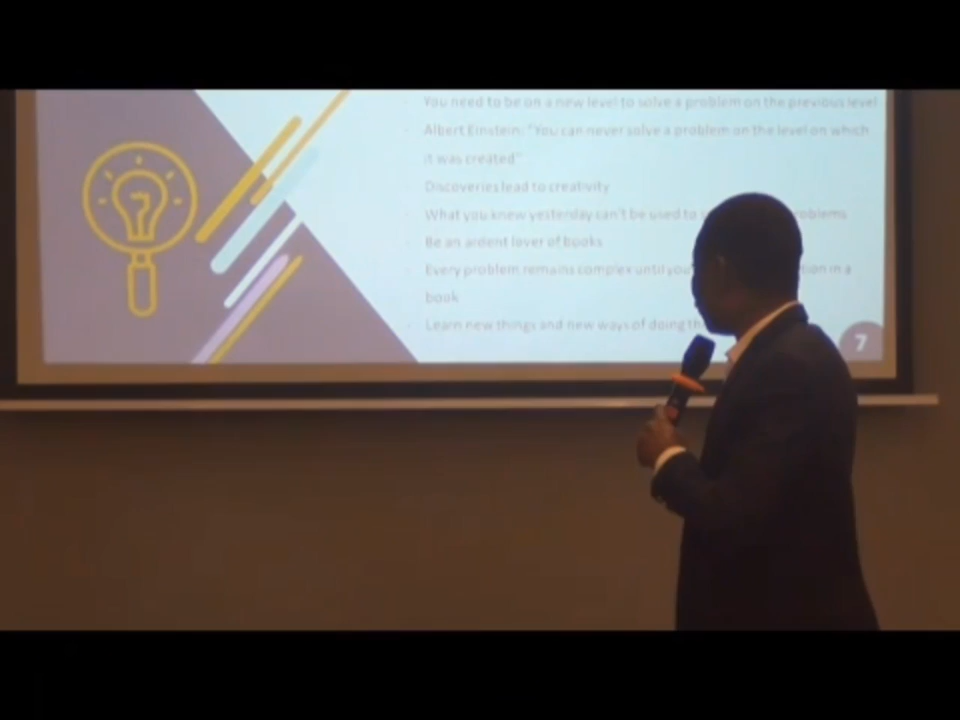 You need to be on a new level to solve a problem on the previous level
Albert Einstein: "You can never solve a problem on the level on which
it was created"
Discoveries lead to creativity
What you knew yesterday can't be used to problems
Be an ardent lover of books
Every problem remains complex until you in a
book
Learn new things and new ways of doing
7